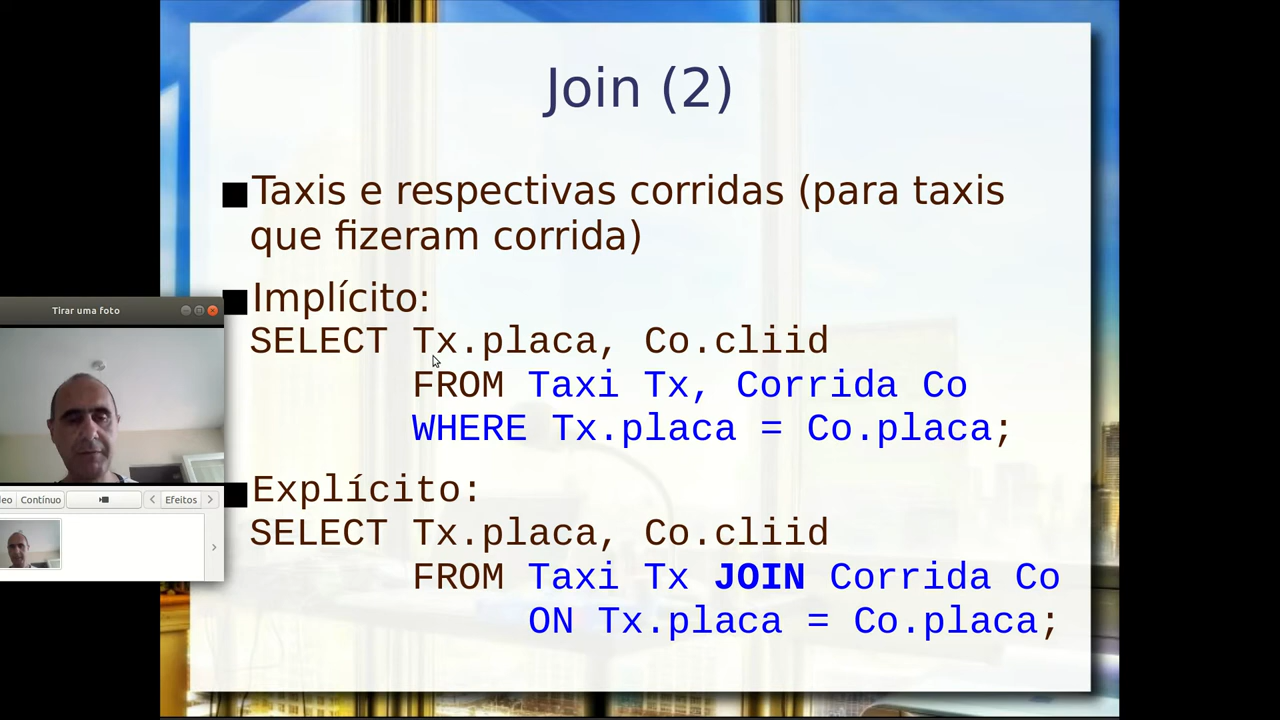 Join (2)
Taxis e respectivas corridas (para taxis
que fizeram corrida)
Implícito:
SELECT Tx.placa, Co.cliid
FROM Taxi Tx, Corrida Co
WHERE Tx.placa = Co.placa;
Explícito:
SELECT Tx.placa, Co.cliid
FROM Taxi Tx JOIN Corrida Co
ON Tx.placa = Co.placa;
Tirar uma foto
eo Contínuo Efeitos